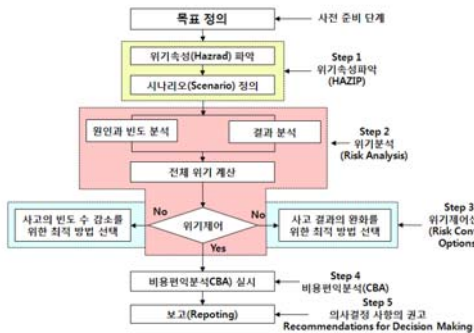 목표 정의
사전 준비 단계
위기속성(Hazrad) 파악
시나리오(Scenario) 정의
Step 1
위기속성파악
(HAZIP)
원인과 빈도 분석
결과 분석
전체 위기 계산
Step 2
위기분석
(Risk Analysis)
No
No
사고의 빈도 수 감소를
위한 최적 방법 선택
위기제어
사고 결과의 완화를
위한 최적 방법 선택
Step 3
위기제어
(Risk Cont
Options
Yes
비용편익분석(CBA) 실시
Step 4
비용편익분석(CBA)
보고(Repoting)
Step 5
의사결정 사항의 권고
Recommendations for Decision Making